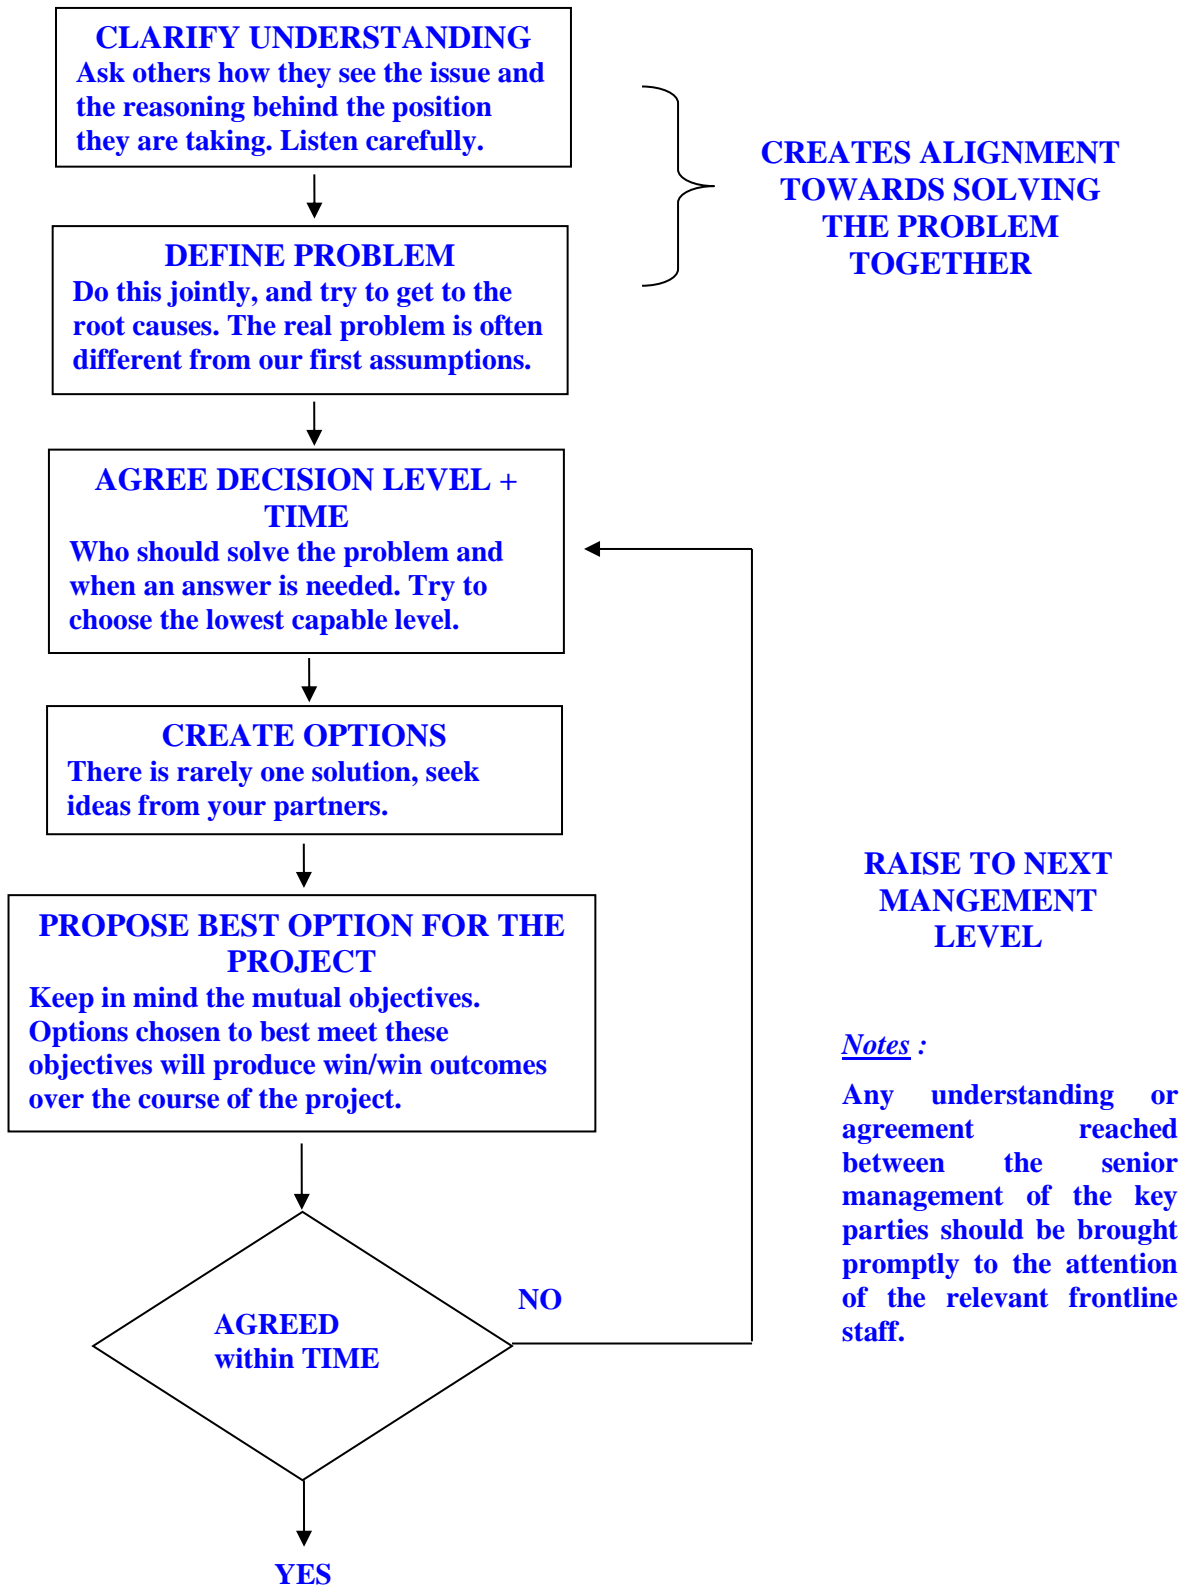 CLARIFY UNDERSTANDING
Ask others how they see the issue and
the reasoning behind the position
they are taking. Listen carefully.
CREATES ALIGNMENT
TOWARDS SOLVING
THE PROBLEM
TOGETHER
DEFINE PROBLEM
Do this jointly, and try to get to the
root causes. The real problem is often
different from our first assumptions.
AGREE DECISION LEVEL +
TIME
Who should solve the problem and
when an answer is needed. Try to
choose the lowest capable level.
CREATE OPTIONS
There is rarely one solution, seek
ideas from your partners.
RAISE TO NEXT
MANGEMENT
LEVEL
PROPOSE BEST OPTION FOR THE
PROJECT
Keep in mind the mutual objectives.
Options chosen to best meet these
objectives will produce win/win outcomes
over the course of the project.
Notes :
Any understanding or
agreement reached
between the senior
management of the key
parties should be brought
promptly to the attention
of the relevant frontline
staff.
NO
AGREED
within TIME
YES